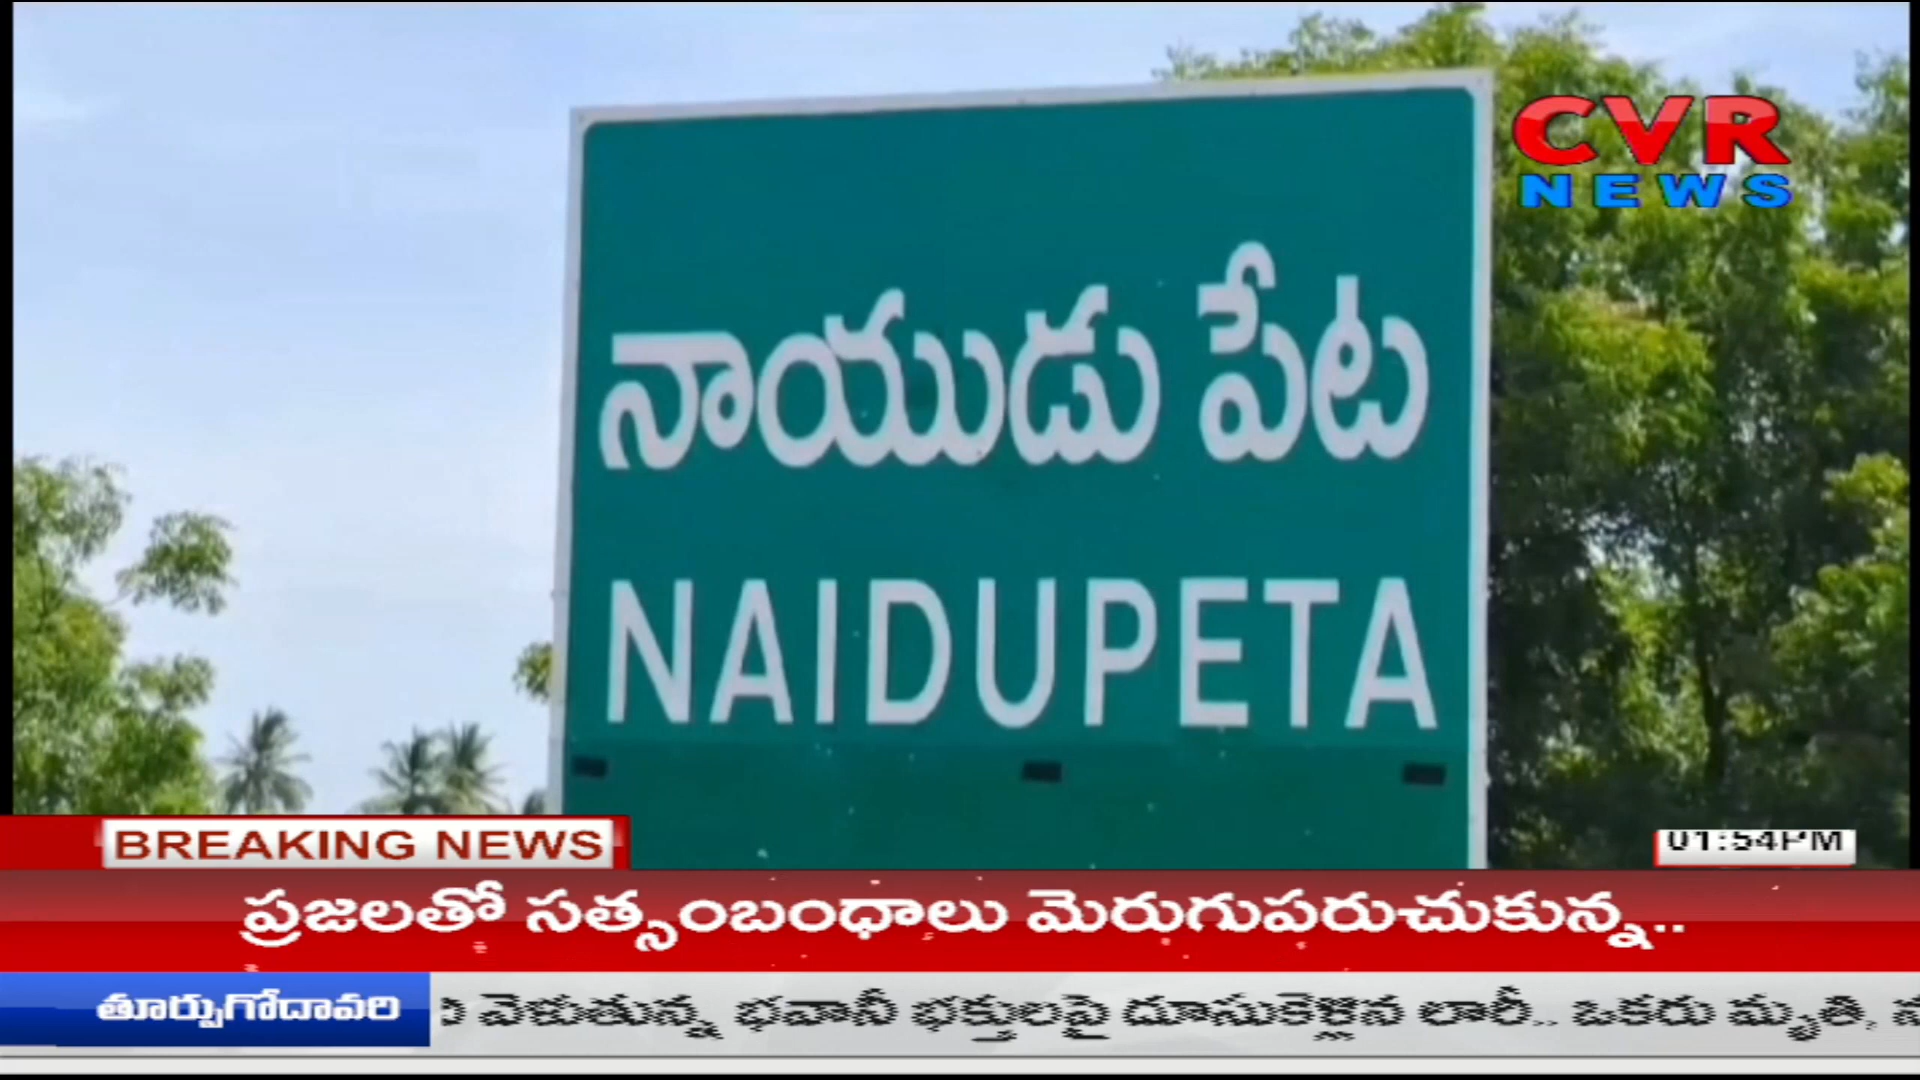 CVR
NEWS
నాయుడు పేట
NAIDUPETA
BREAKING NEWS
01:54PM
ప్రజలతో సత్సంబంధాలు మెరుగుపరుచుకున్న..
తూర్పుగోదావరి
వెళుతున్న భవానీ భక్తులపై దూసుకెళ్లిన లారీ.. ఒకరు మృతి,